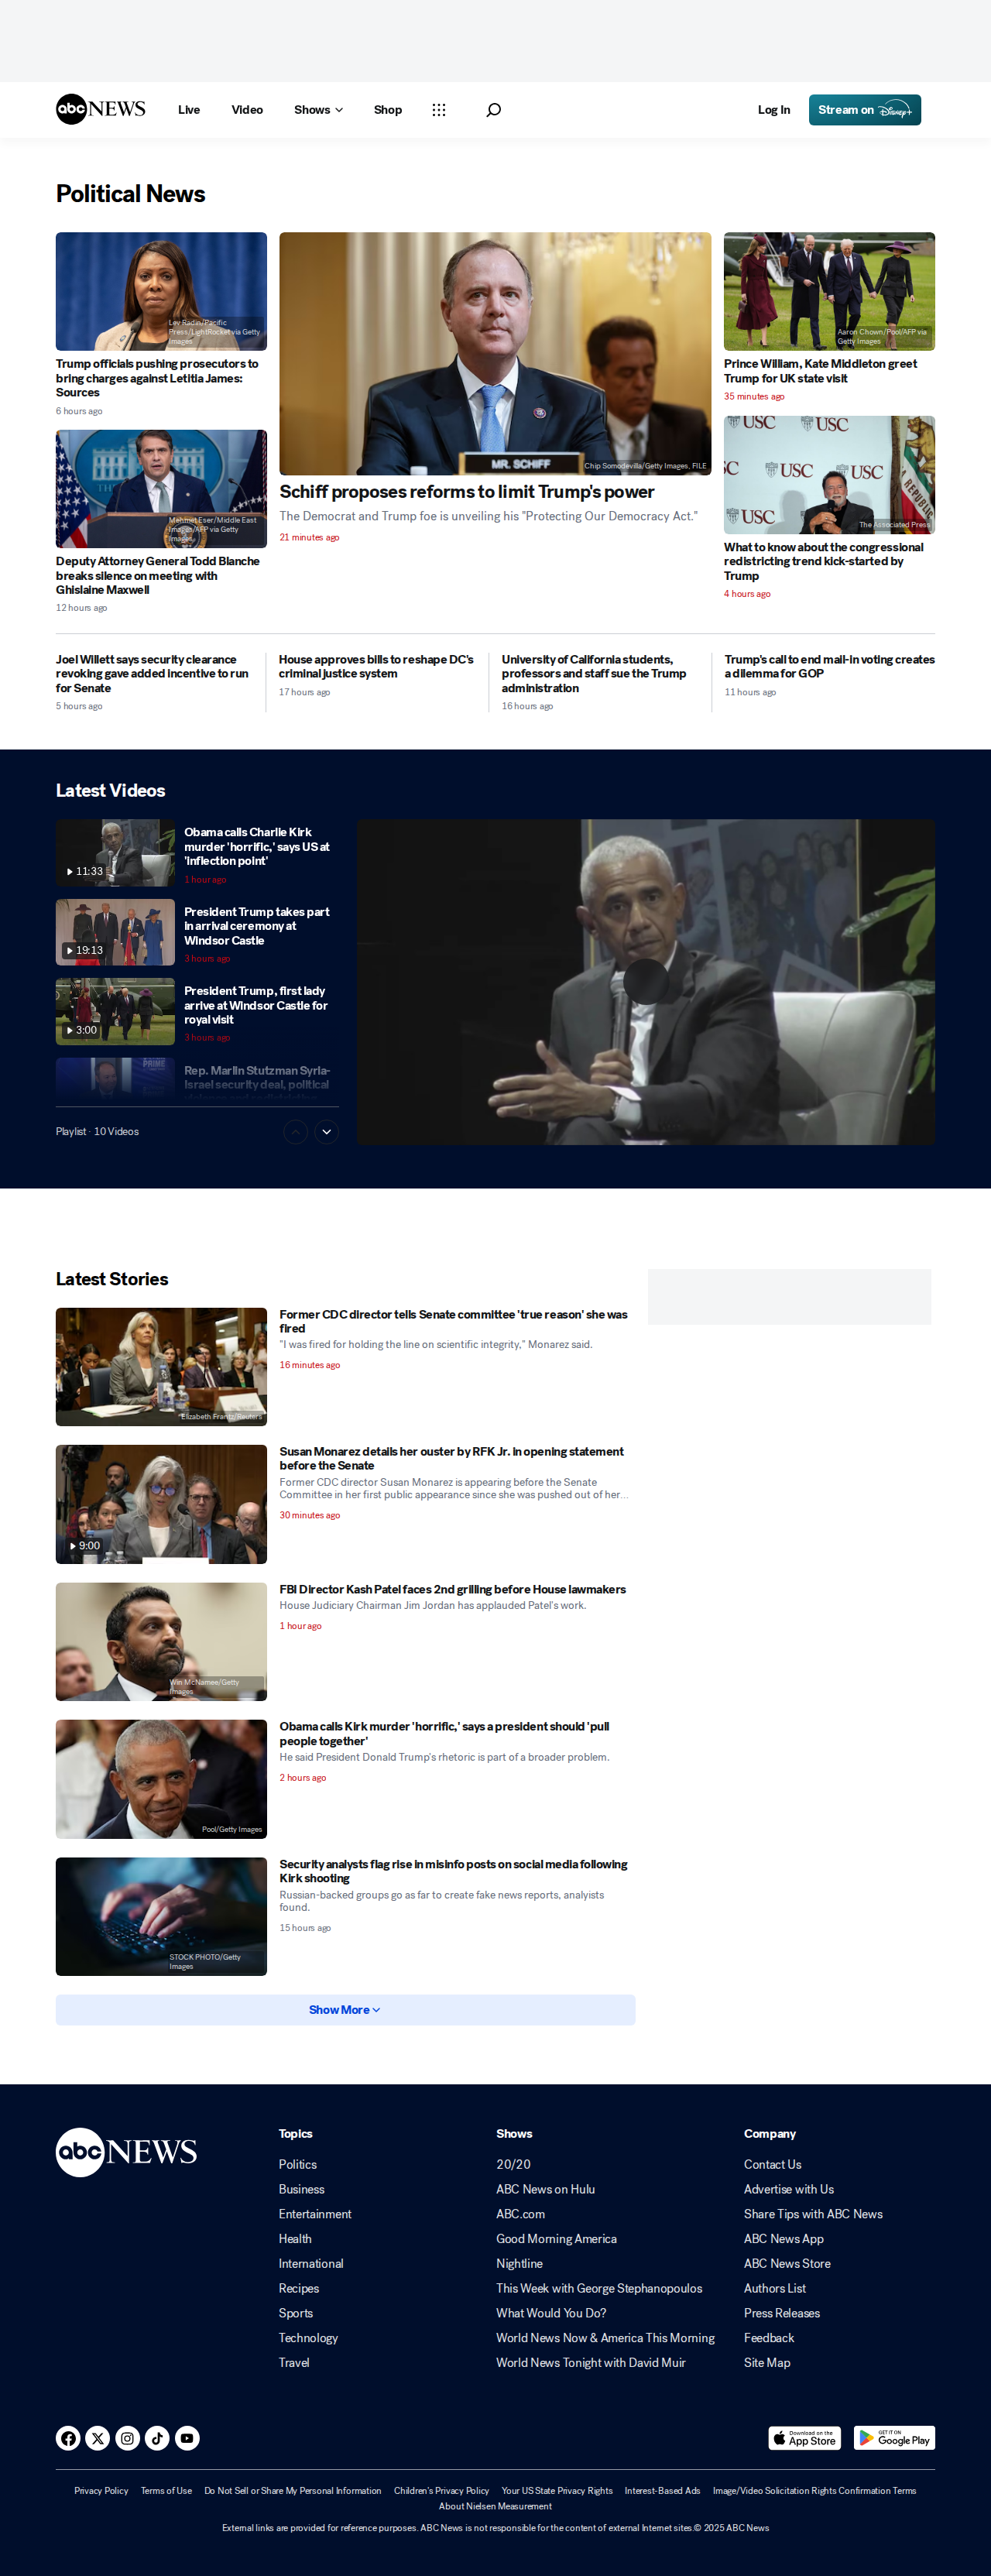 abc NEWS
Live
Video
Shows
Shop
Log In
Stream on Disney+
Political News
Lev Radin/Pacific
Press/LightRocket via Getty
Images
Trump officials pushing prosecutors to
bring charges against Letitia James:
Sources
6 hours ago
Mehmet Eser/Middle East
Images/AFP via Getty
Images
Deputy Attorney General Todd Blanche
breaks silence on meeting with
Ghislaine Maxwell
12 hours ago
MR. SCHIFF
Chip Somodevilla/Getty Images, FILE
Schiff proposes reforms to limit Trump's power
The Democrat and Trump foe is unveiling his "Protecting Our Democracy Act."
21 minutes ago
Aaron Chown/Pool/AFP via
Getty Images
Prince William, Kate Middleton greet
Trump for UK state visit
35 minutes ago
USC
USC
USC
USC
USC
The Associated Press
What to know about the congressional
redistricting trend kick-started by
Trump
4 hours ago
Joel Willett says security clearance
revoking gave added incentive to run
for Senate
5 hours ago
House approves bills to reshape DC's
criminal justice system
17 hours ago
University of California students,
professors and staff sue the Trump
administration
16 hours ago
Trump's call to end mail-in voting creates
a dilemma for GOP
11 hours ago
Latest Videos
11:33
Obama calls Charlie Kirk
murder 'horrific,' says US at
'inflection point'
1 hour ago
19:13
President Trump takes part
in arrival ceremony at
Windsor Castle
3 hours ago
3:00
President Trump, first lady
arrive at Windsor Castle for
royal visit
3 hours ago
PRIME
Rep. Marlin Stutzman Syria-
Israel security deal, political
Playlist · 10 Videos
Latest Stories
Elizabeth Frantz/Reuters
Former CDC director tells Senate committee 'true reason' she was
fired
"I was fired for holding the line on scientific integrity," Monarez said.
16 minutes ago
9:00
Susan Monarez details her ouster by RFK Jr. in opening statement
before the Senate
Former CDC director Susan Monarez is appearing before the Senate
Committee in her first public appearance since she was pushed out of her...
30 minutes ago
Win McNamee/Getty
Images
FBI Director Kash Patel faces 2nd grilling before House lawmakers
House Judiciary Chairman Jim Jordan has applauded Patel's work.
1 hour ago
Pool/Getty Images
Obama calls Kirk murder 'horrific,' says a president should 'pull
people together'
He said President Donald Trump's rhetoric is part of a broader problem.
2 hours ago
STOCK PHOTO/Getty
Images
Security analysts flag rise in misinfo posts on social media following
Kirk shooting
Russian-backed groups go as far to create fake news reports, analysts
found.
15 hours ago
Show More
abc NEWS
Topics
Politics
Business
Entertainment
Health
International
Recipes
Sports
Technology
Travel
Shows
20/20
ABC News on Hulu
ABC.com
Good Morning America
Nightline
This Week with George Stephanopoulos
What Would You Do?
World News Now & America This Morning
World News Tonight with David Muir
Company
Contact Us
Advertise with Us
Share Tips with ABC News
ABC News App
ABC News Store
Authors List
Press Releases
Feedback
Site Map
Download on the
App Store
GET IT ON
Google Play
Privacy Policy Terms of Use Do Not Sell or Share My Personal Information Children's Privacy Policy Your US State Privacy Rights Interest-Based Ads Image/Video Solicitation Rights Confirmation Terms
About Nielsen Measurement
External links are provided for reference purposes. ABC News is not responsible for the content of external Internet sites.© 2025 ABC News